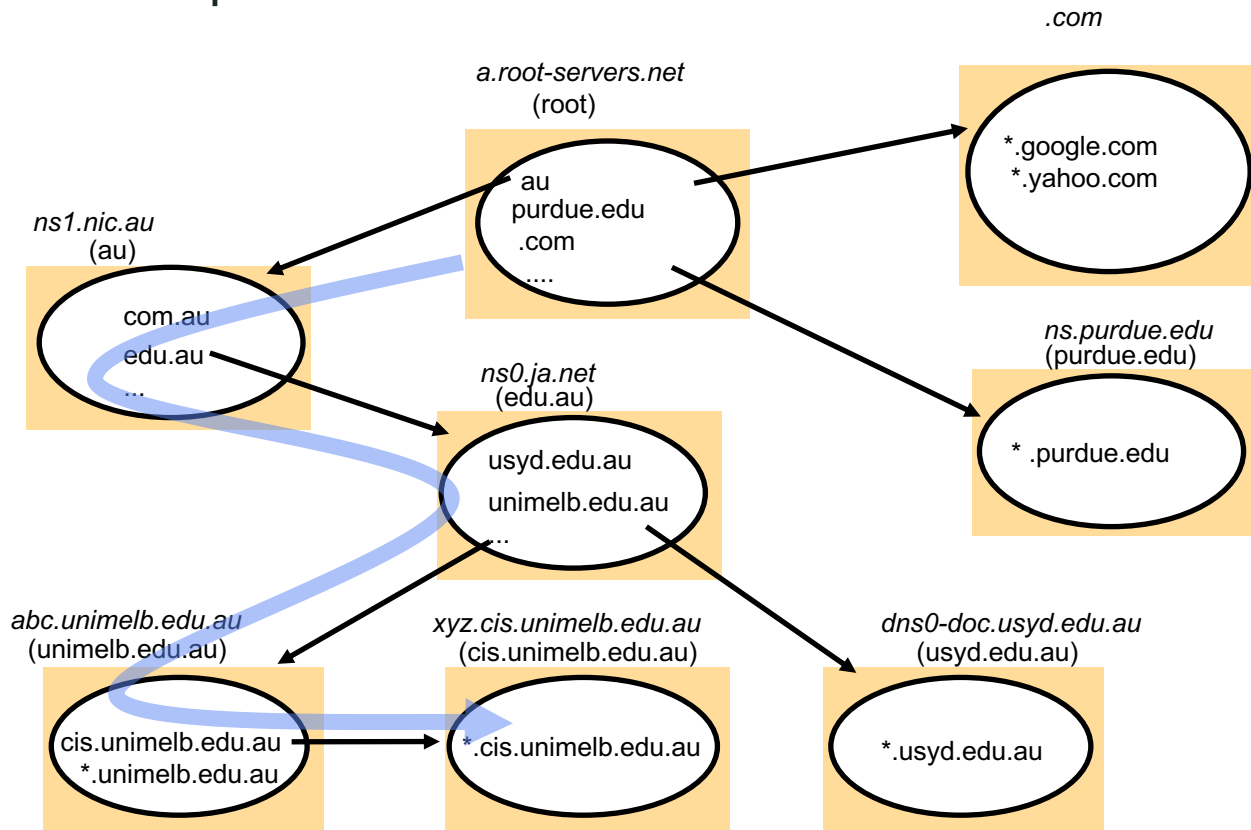 .com
a.root-servers.net
(root)
*.google.com
*.yahoo.com
au
purdue.edu
.com
....
ns1.nic.au
(au)
com.au
edu.au
...
ns.purdue.edu
(purdue.edu)
* .purdue.edu
ns0.ja.net
(edu.au)
usyd.edu.au
unimelb.edu.au
...
abc.unimelb.edu.au
(unimelb.edu.au)
cis.unimelb.edu.au
*.unimelb.edu.au
xyz.cis.unimelb.edu.au
(cis.unimelb.edu.au)
*.cis.unimelb.edu.au
dns0-doc.usyd.edu.au
(usyd.edu.au)
*.usyd.edu.au